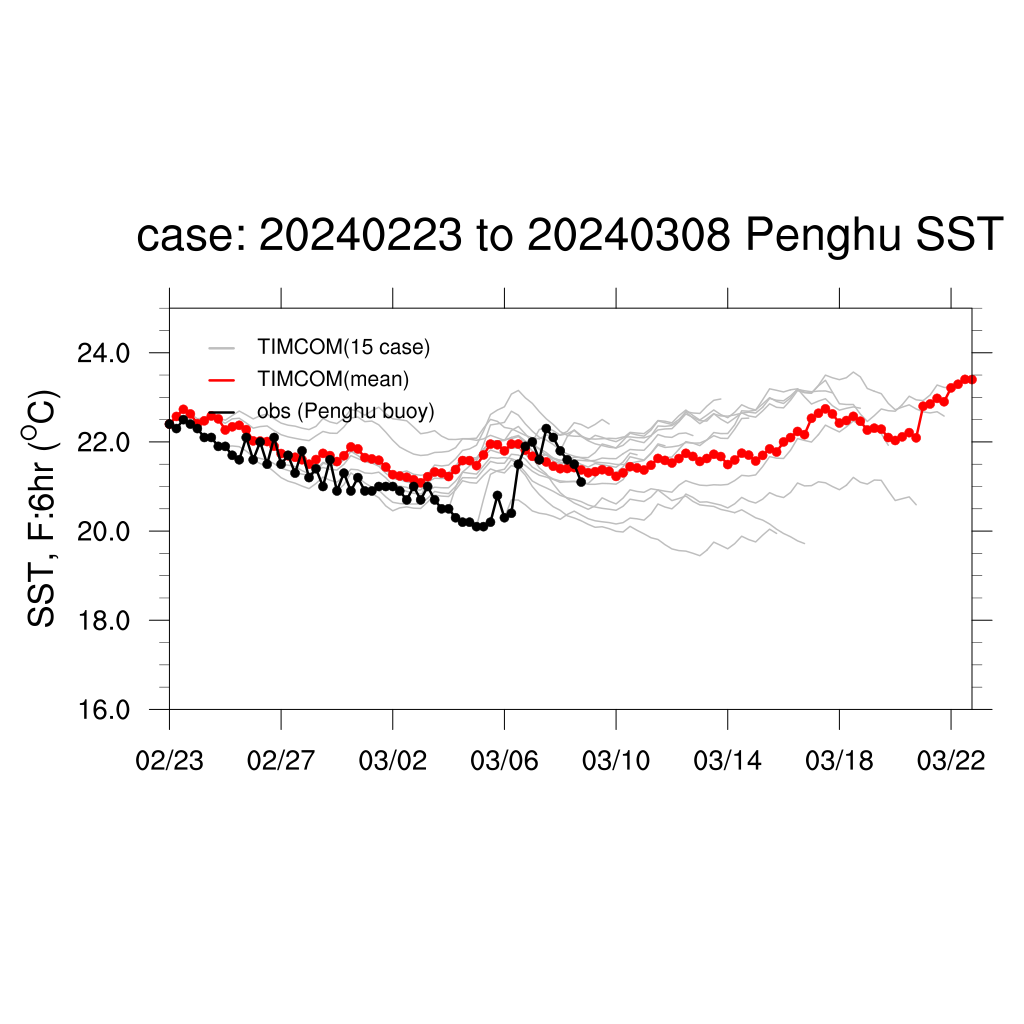 case: 20240223 to 20240308 Penghu SST
24.0
22.0
20.0
18.0
16.0
SST, F:6hr (OC)
TIMCOM(15 case)
TIMCOM(mean)
obs (Penghu buoy)
02/23 02/27 03/02 03/06 03/10 03/14 03/18 03/22